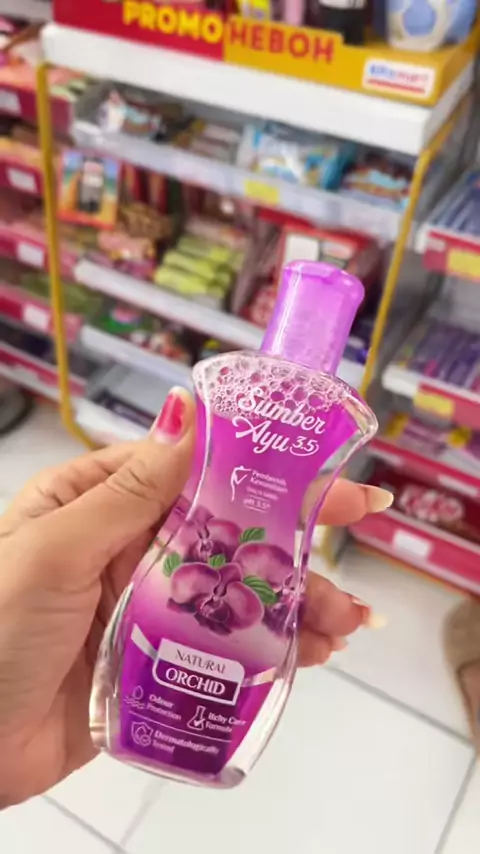 PROMO HEBOH
Sumber
Ayu 3.5
Pembersih
Kewanitaan
pH 3.5*
NATURAL
ORCHID
Odour
Protection
Itchy Care
Formula
Dermatologically
Tested